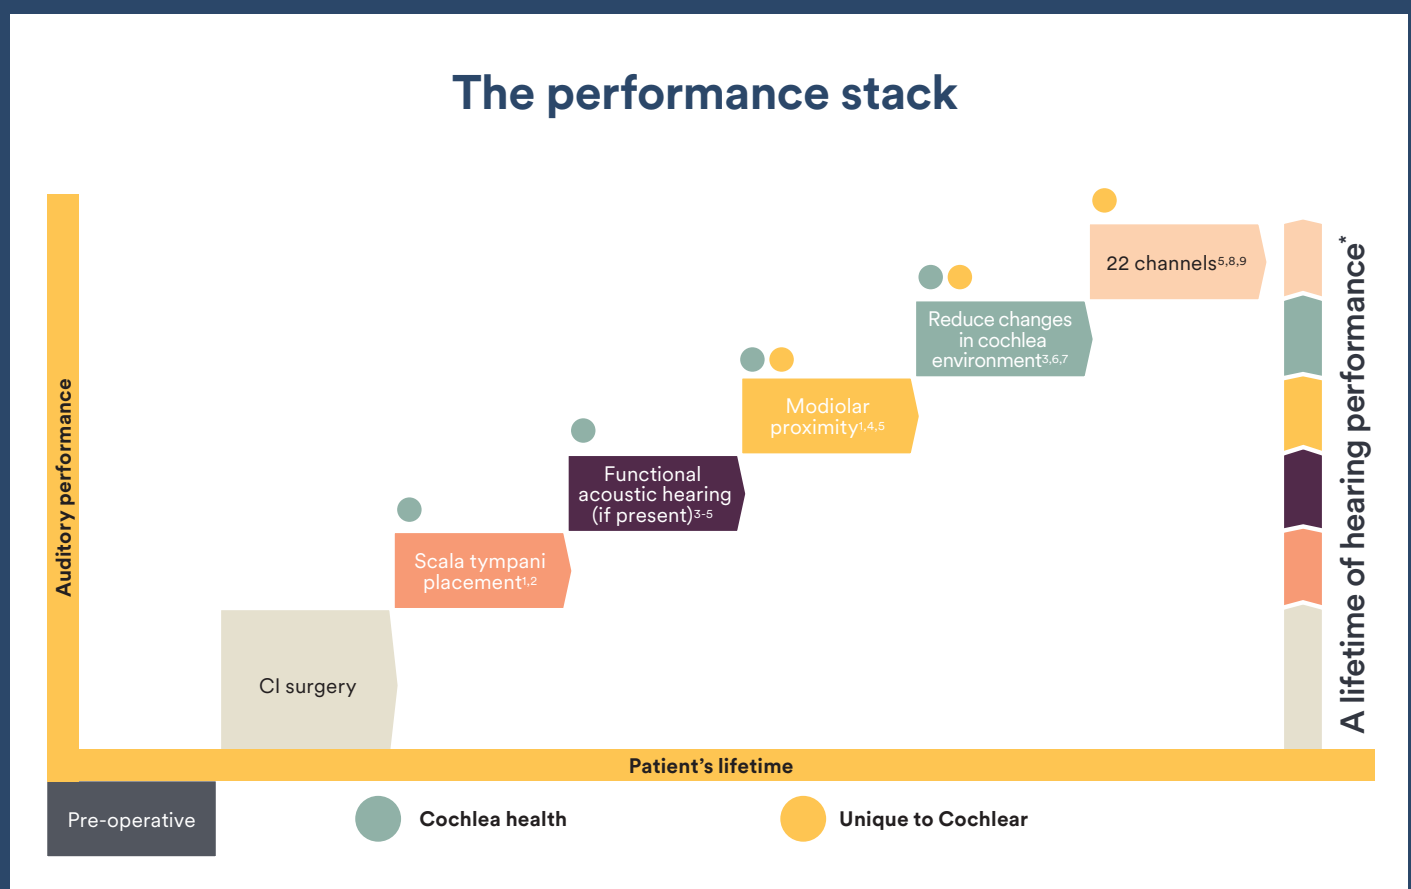 The performance stack
Auditory performance
CI surgery
Scala tympani
placement1,2
Functional
acoustic hearing
(if present)3-5
Modiolar
proximity1,4,5
Reduce changes
in cochlea
environment3,6,7
22 channels5,8,9
A lifetime of hearing performance*
Patient’s lifetime
Pre-operative
Cochlea health
Unique to Cochlear